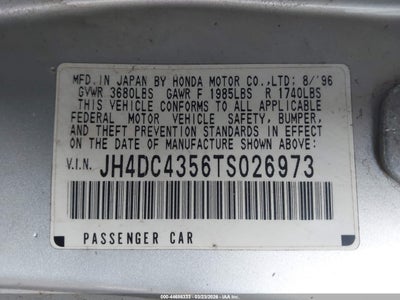 MFD. IN JAPAN BY HONDA MOTOR CO.,LTD: 8/'96
GVWR 3680LBS GAWR F 1985LBS R 1740LBS
THIS VEHICLE CONFORMS TO ALL APPLICABLE
FEDERAL MOTOR VEHICLE SAFETY, BUMPER,
AND THEFT PREVENTION STANDARDS IN EFFECT
ON THE DATE OF MANUFACTURE SHOWN ABOVE.
V.I.N. JH4DC4356TS026973
PASSENGER CAR